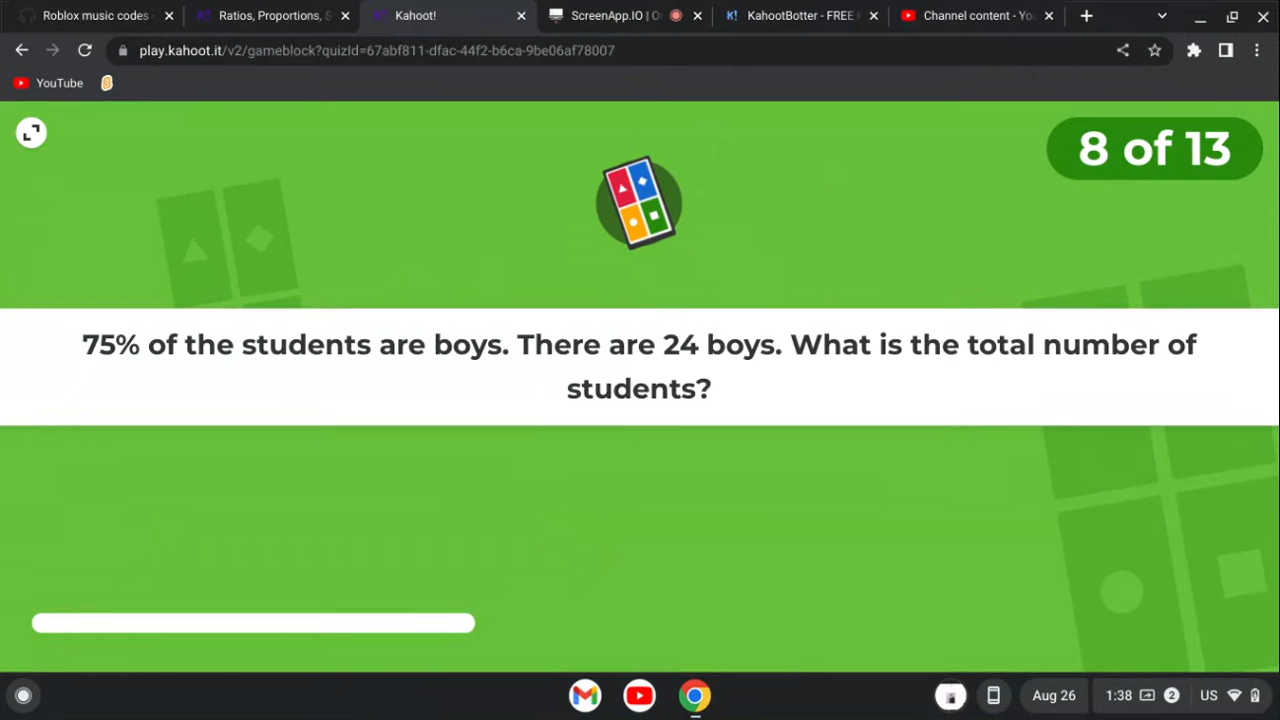 Roblox music codes
Ratios, Proportions, S
Kahoot!
ScreenApp.IO | O
KahootBotter - FREE
Channel content - Yo
play.kahoot.it/v2/gameblock?quizId=67abf811-dfac-44f2-b6ca-9be06af78007
YouTube
8 of 13
75% of the students are boys. There are 24 boys. What is the total number of
students?
Aug 26
1:38
2
US